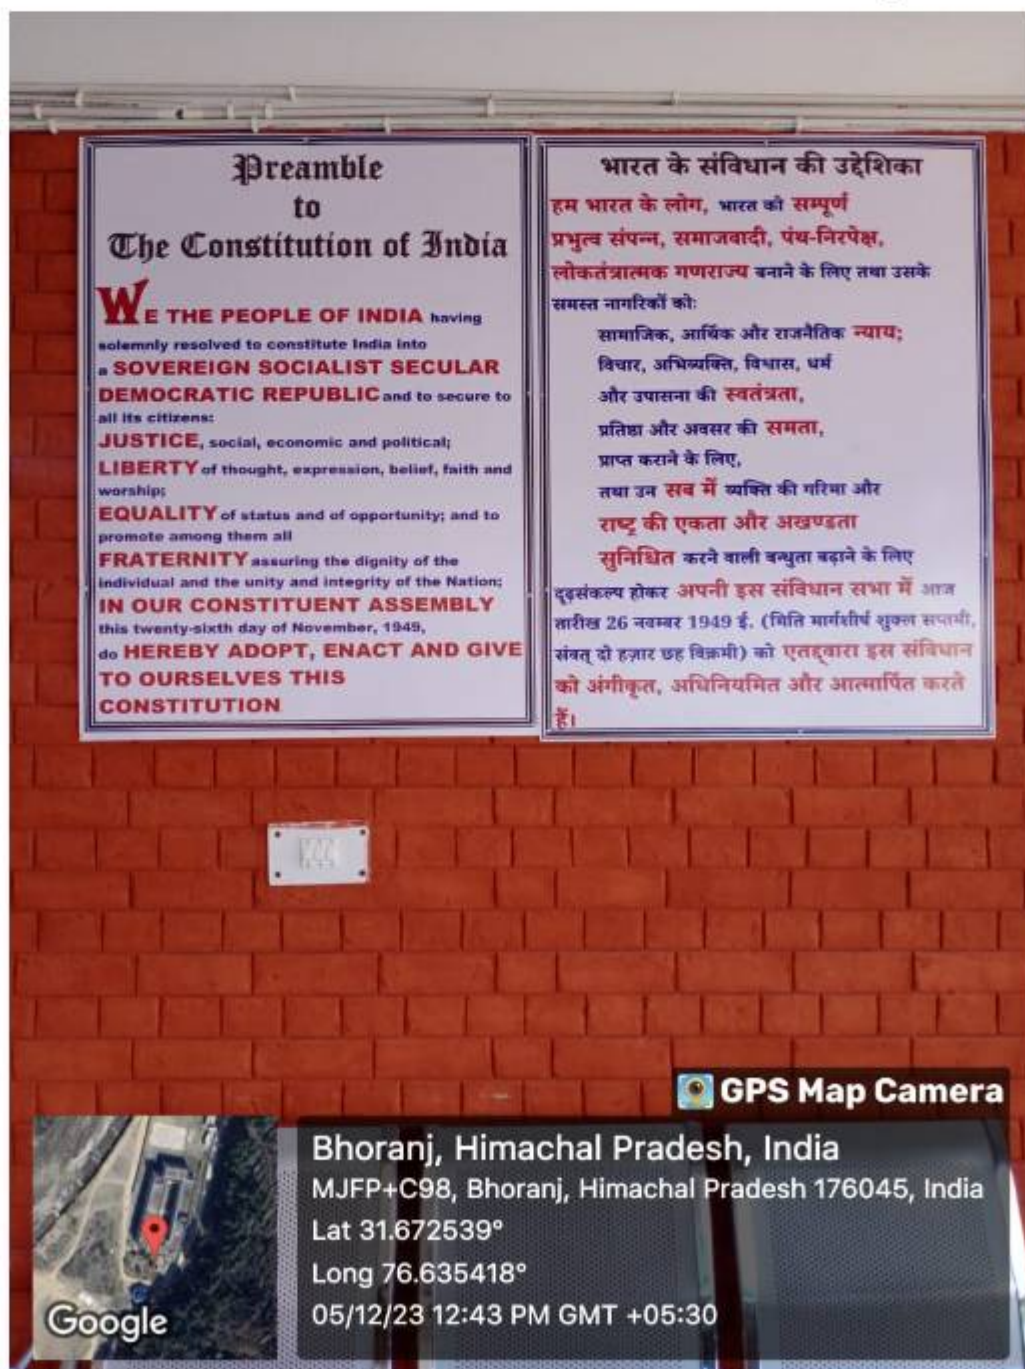 Preamble
to
The Constitution of India
WE THE PEOPLE OF INDIA having
solemnly resolved to constitute India into
a SOVEREIGN SOCIALIST SECULAR
DEMOCRATIC REPUBLIC and to secure to
all its citizens:
JUSTICE, social, economic and political;
LIBERTY of thought, expression, belief, faith and
worship;
EQUALITY of status and of opportunity; and to
promote among them all
FRATERNITY assuring the dignity of the
individual and the unity and integrity of the Nation;
IN OUR CONSTITUENT ASSEMBLY
this twenty-sixth day of November, 1949,
do HEREBY ADOPT, ENACT AND GIVE
TO OURSELVES THIS
CONSTITUTION
भारत के संविधान की उद्देशिका
हम भारत के लोग, भारत को सम्पूर्ण
प्रभुत्व संपन्न, समाजवादी, पंथ-निरपेक्ष,
लोकतंत्रात्मक गणराज्य बनाने के लिए तथा उसके
समस्त नागरिकों को:
सामाजिक, आर्थिक और राजनैतिक न्याय;
विचार, अभिव्यक्ति, विश्वास, धर्म
और उपासना की स्वतंत्रता,
प्रतिष्ठा और अवसर की समता,
प्राप्त कराने के लिए,
तथा उन सब में व्यक्ति की गरिमा और
राष्ट्र की एकता और अखण्डता
सुनिश्चित करने वाली बन्धुता बढ़ाने के लिए
दृढ़संकल्प होकर अपनी इस संविधान सभा में आज
तारीख 26 नवम्बर 1949 ई. (मिति मार्गशीर्ष शुक्ल सप्तमी,
संवत् दो हज़ार छह विक्रमी) को एतद्द्वारा इस संविधान
को अंगीकृत, अधिनियमित और आत्मार्पित करते
हैं।
GPS Map Camera
Bhoranj, Himachal Pradesh, India
MJFP+C98, Bhoranj, Himachal Pradesh 176045, India
Lat 31.672539°
Long 76.635418°
05/12/23 12:43 PM GMT +05:30
Google